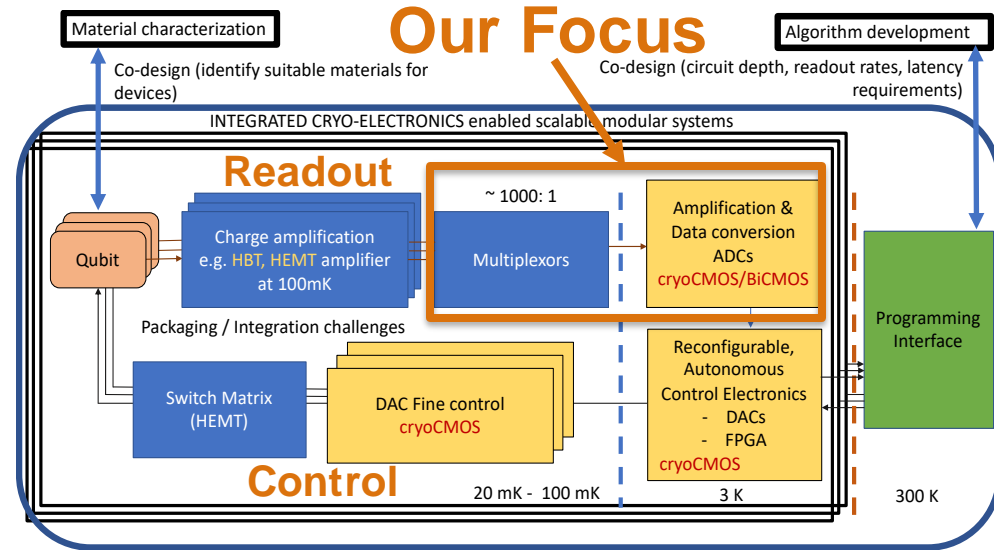 Our Focus
Material characterization
Algorithm development
Co-design (identify suitable materials for
devices)
Co-design (circuit depth, readout rates, latency
requirements)
INTEGRATED CRYO-ELECTRONICS enabled scalable modular systems
Readout
~ 1000: 1
Qubit
Charge amplification
e.g. HBT, HEMT amplifier
at 100mK
Multiplexors
Amplification &
Data conversion
ADCs
cryoCMOS/BiCMOS
Packaging / Integration challenges
Switch Matrix
(HEMT)
DAC Fine control
cryoCMOS
Reconfigurable,
Autonomous
Control Electronics
- DACs
- FPGA
cryoCMOS
Programming
Interface
Control
20 mK - 100 mK
3 K
300 K